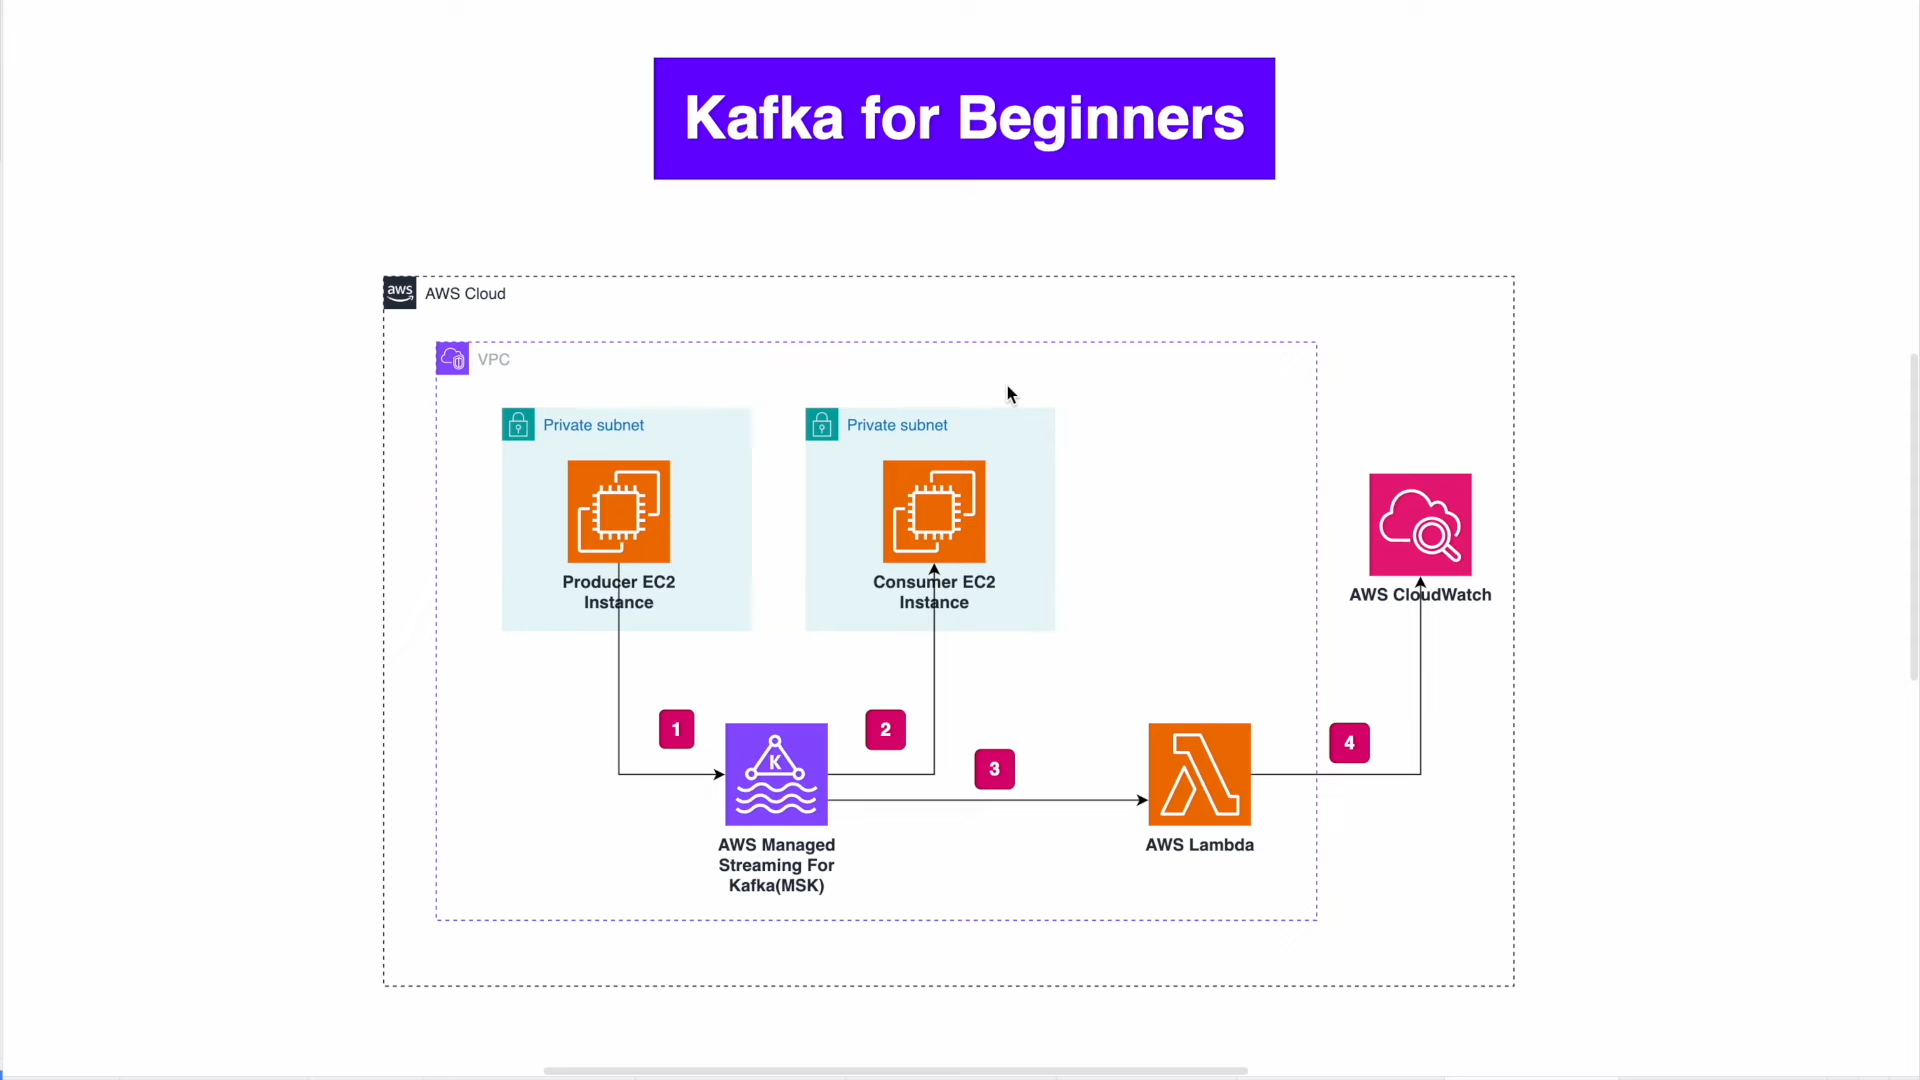 Kafka for Beginners
aws
AWS Cloud
VPC
Private subnet
Private subnet
Producer EC2
Instance
Consumer EC2
Instance
AWS CloudWatch
1
2
3
4
K
AWS Managed
Streaming For
Kafka(MSK)
AWS Lambda